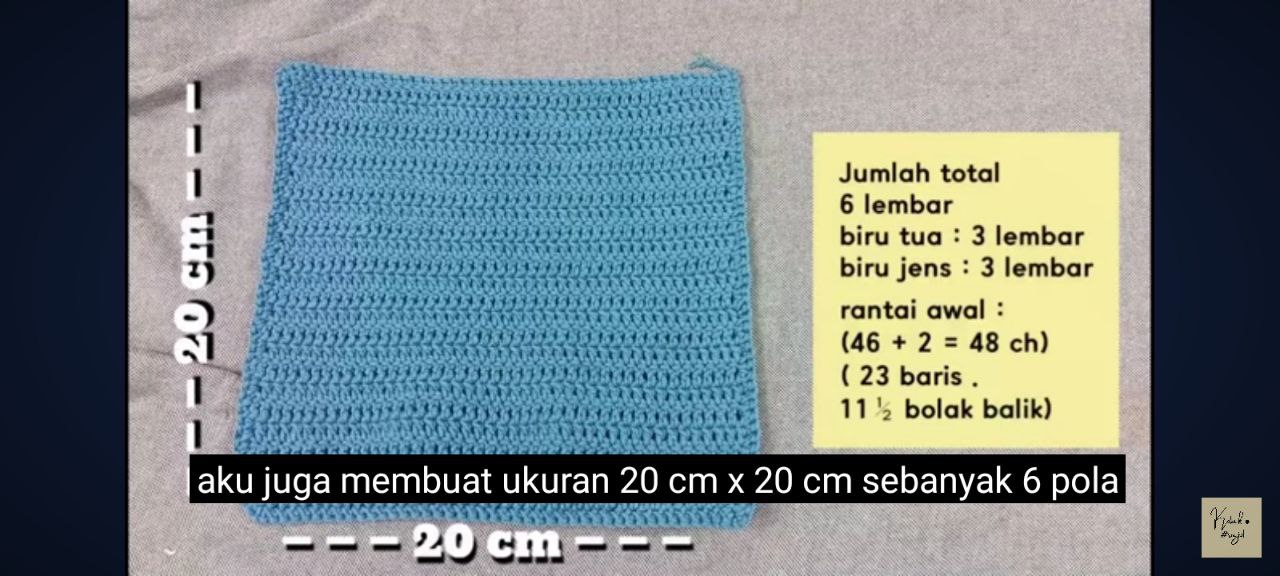 20 cm
Jumlah total
6 lembar
biru tua : 3 lembar
biru jens : 3 lembar
rantai awal :
(46 + 2 = 48 ch)
( 23 baris .
11 ½ bolak balik)
aku juga membuat ukuran 20 cm x 20 cm sebanyak 6 pola
20 cm